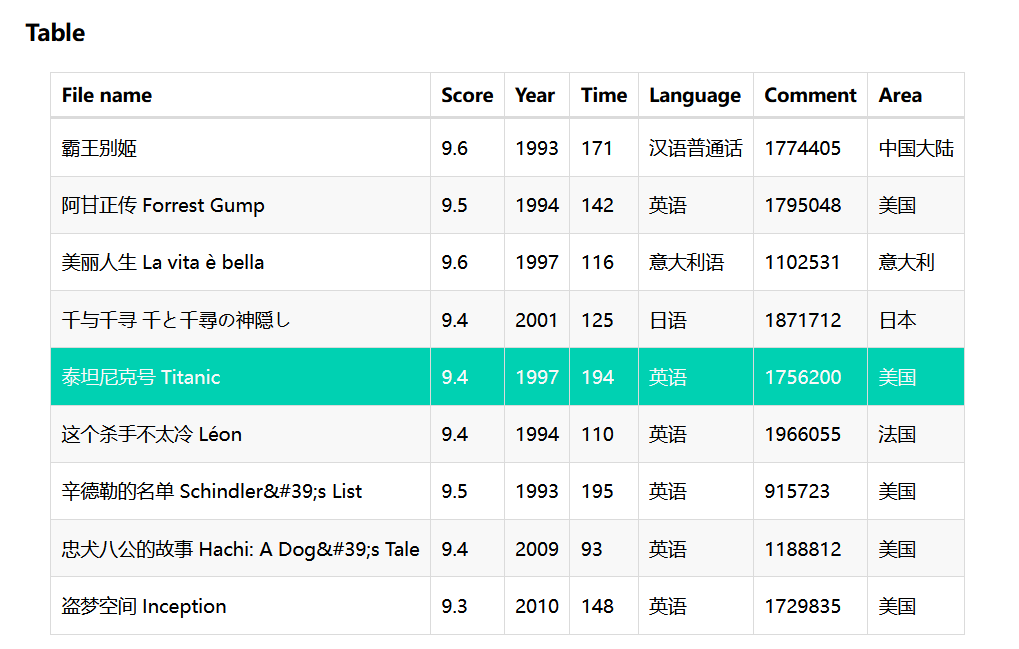 Table
File name Score Year Time Language Comment Area
霸王别姬 9.6 1993 171 汉语普通话 1774405 中国大陆
阿甘正传 Forrest Gump 9.5 1994 142 英语 1795048 美国
美丽人生 La vita è bella 9.6 1997 116 意大利语 1102531 意大利
千与千寻 千と千尋の神隠し 9.4 2001 125 日语 1871712 日本
泰坦尼克号 Titanic 9.4 1997 194 英语 1756200 美国
这个杀手不太冷 Léon 9.4 1994 110 英语 1966055 法国
辛德勒的名单 Schindler&#39;s List 9.5 1993 195 英语 915723 美国
忠犬八公的故事 Hachi: A Dog&#39;s Tale 9.4 2009 93 英语 1188812 美国
盗梦空间 Inception 9.3 2010 148 英语 1729835 美国